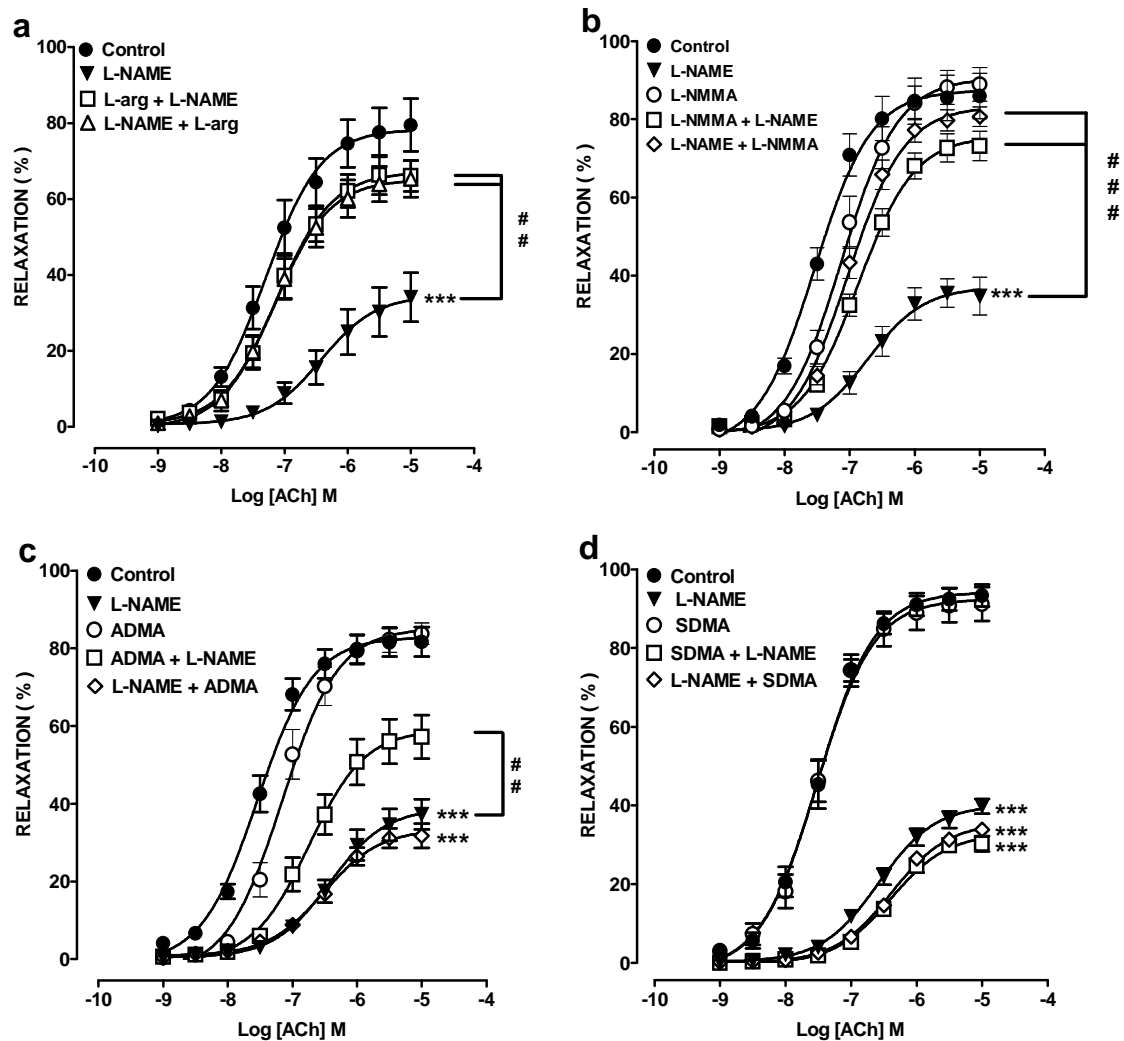 a
Control
L-NAME
L-arg + L-NAME
L-NAME + L-arg
RELAXATION ( % )
100
80
60
40
20
0
***
#
#
-10 -9 -8 -7 -6 -5 -4
Log [ACh] M
b
Control
L-NAME
L-NMMA
L-NMMA + L-NAME
L-NAME + L-NMMA
RELAXATION ( % )
100
80
60
40
20
0
***
#
#
#
-10 -9 -8 -7 -6 -5 -4
Log [ACh] M
c
Control
L-NAME
ADMA
ADMA + L-NAME
L-NAME + ADMA
RELAXATION ( % )
100
80
60
40
20
0
#
#
***
***
-10 -9 -8 -7 -6 -5 -4
Log [ACh] M
d
Control
L-NAME
SDMA
SDMA + L-NAME
L-NAME + SDMA
RELAXATION ( % )
100
80
60
40
20
0
***
***
***
-10 -9 -8 -7 -6 -5 -4
Log [ACh] M